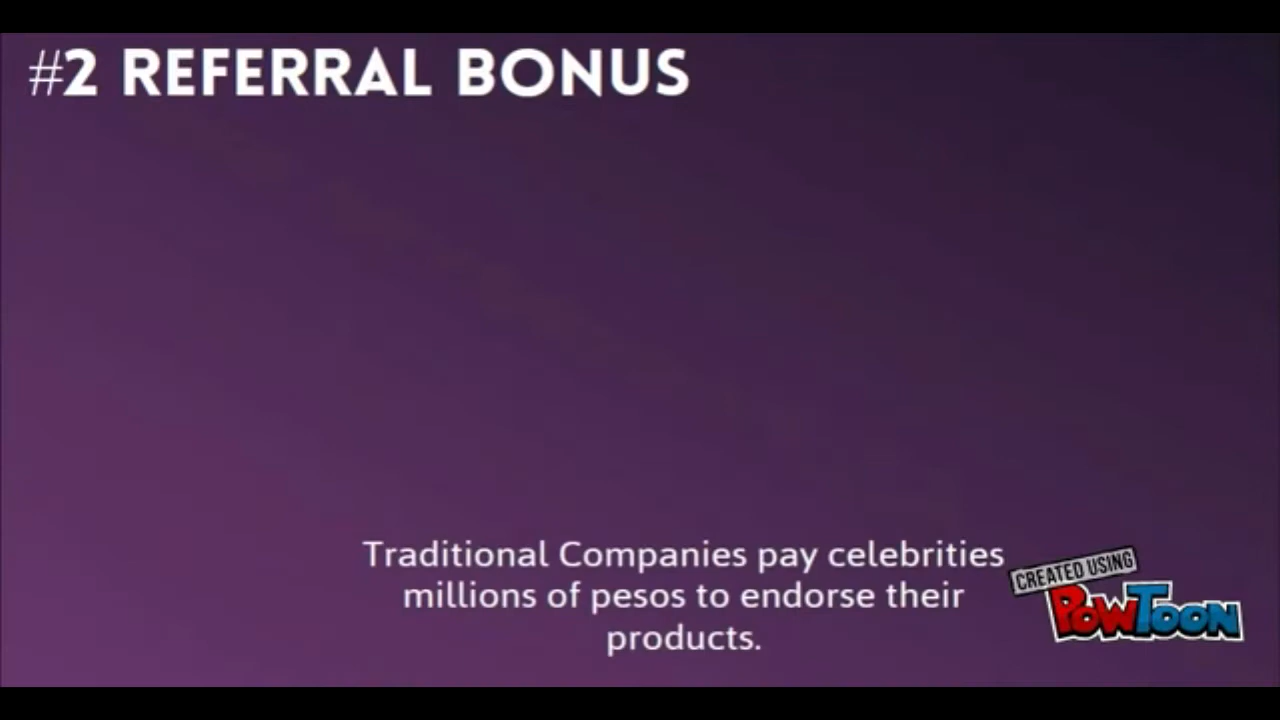 #2 REFERRAL BONUS
Traditional Companies pay celebrities
millions of pesos to endorse their
products.
CREATED USING
POWTOON